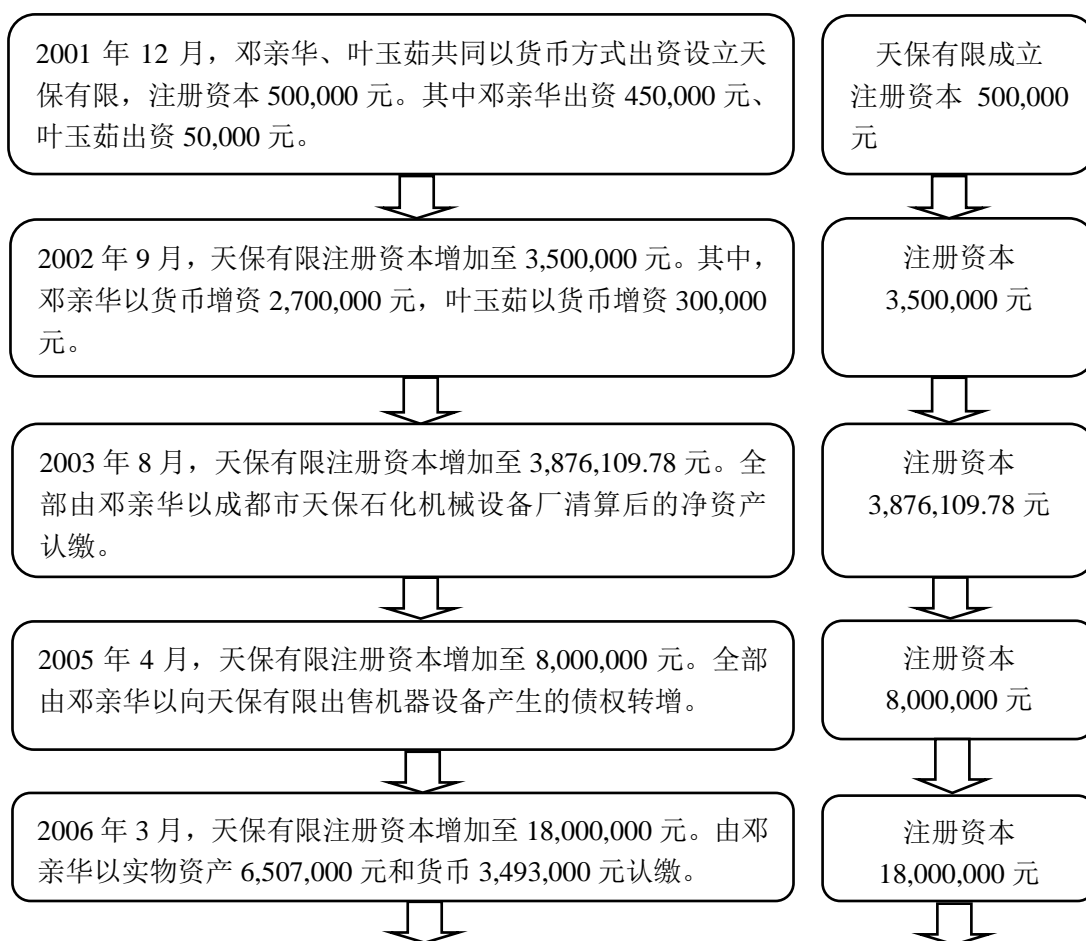 2001 年 12 月，邓亲华、叶玉茹共同以货币方式出资设立天
保有限，注册资本 500,000 元。其中邓亲华出资 450,000 元、
叶玉茹出资 50,000 元。
天保有限成立
注册资本 500,000
元
2002 年 9 月，天保有限注册资本增加至 3,500,000 元。其中，
邓亲华以货币增资 2,700,000 元，叶玉茹以货币增资 300,000
元。
注册资本
3,500,000 元
2003 年 8 月，天保有限注册资本增加至 3,876,109.78 元。全
部由邓亲华以成都市天保石化机械设备厂清算后的净资产
认缴。
注册资本
3,876,109.78 元
2005 年 4 月，天保有限注册资本增加至 8,000,000 元。全部
由邓亲华以向天保有限出售机器设备产生的债权转增。
注册资本
8,000,000 元
2006 年 3 月，天保有限注册资本增加至 18,000,000 元。由邓
亲华以实物资产 6,507,000 元和货币 3,493,000 元认缴。
注册资本
18,000,000 元